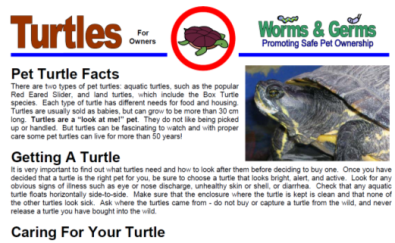 Turtles
For
Owners
Worms & Germs
Promoting Safe Pet Ownership
Pet Turtle Facts
There are two types of pet turtles: aquatic turtles, such as the popular
Red Eared Slider, and land turtles, which include the Box Turtle
species. Each type of turtle has different needs for food and housing.
Turtles are usually sold as babies, but can grow to be more than 30 cm
long. Turtles are a "look at me!" pet. They do not like being picked
up or handled. But turtles can be fascinating to watch and with proper
care some pet turtles can live for more than 50 years!
Getting A Turtle
It is very important to find out what turtles need and how to look after them before deciding to buy one. Once you have
decided that a turtle is the right pet for you, be sure to choose a turtle that looks bright, alert, and active. Look for any
obvious signs of illness such as eye or nose discharge, unhealthy skin or shell, or diarrhea. Check that any aquatic
turtle floats horizontally side-to-side. Make sure that the enclosure where the turtle is kept is clean and that none of
the other turtles look sick. Ask where the turtles came from - do not buy or capture a turtle from the wild, and never
release a turtle you have bought into the wild.
Caring For Your Turtle